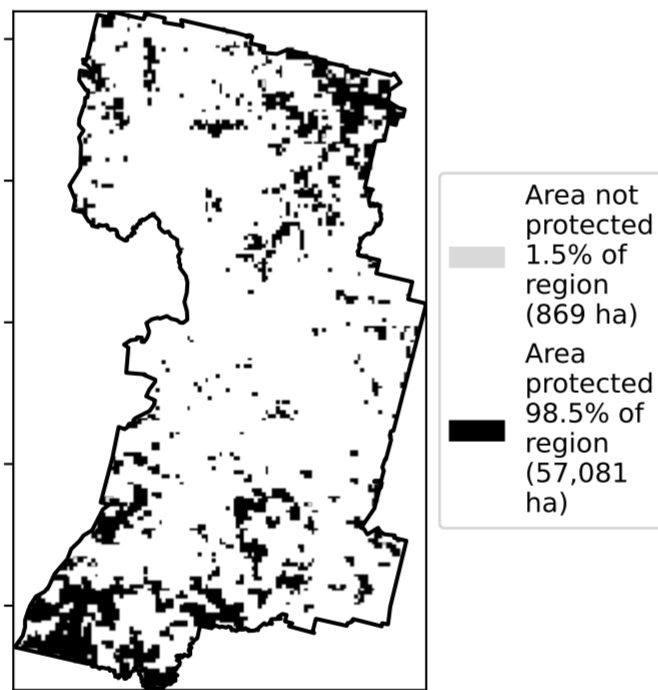 Area not
protected
1.5% of
region
(869 ha)
Area
protected
98.5% of
region
(57,081
ha)